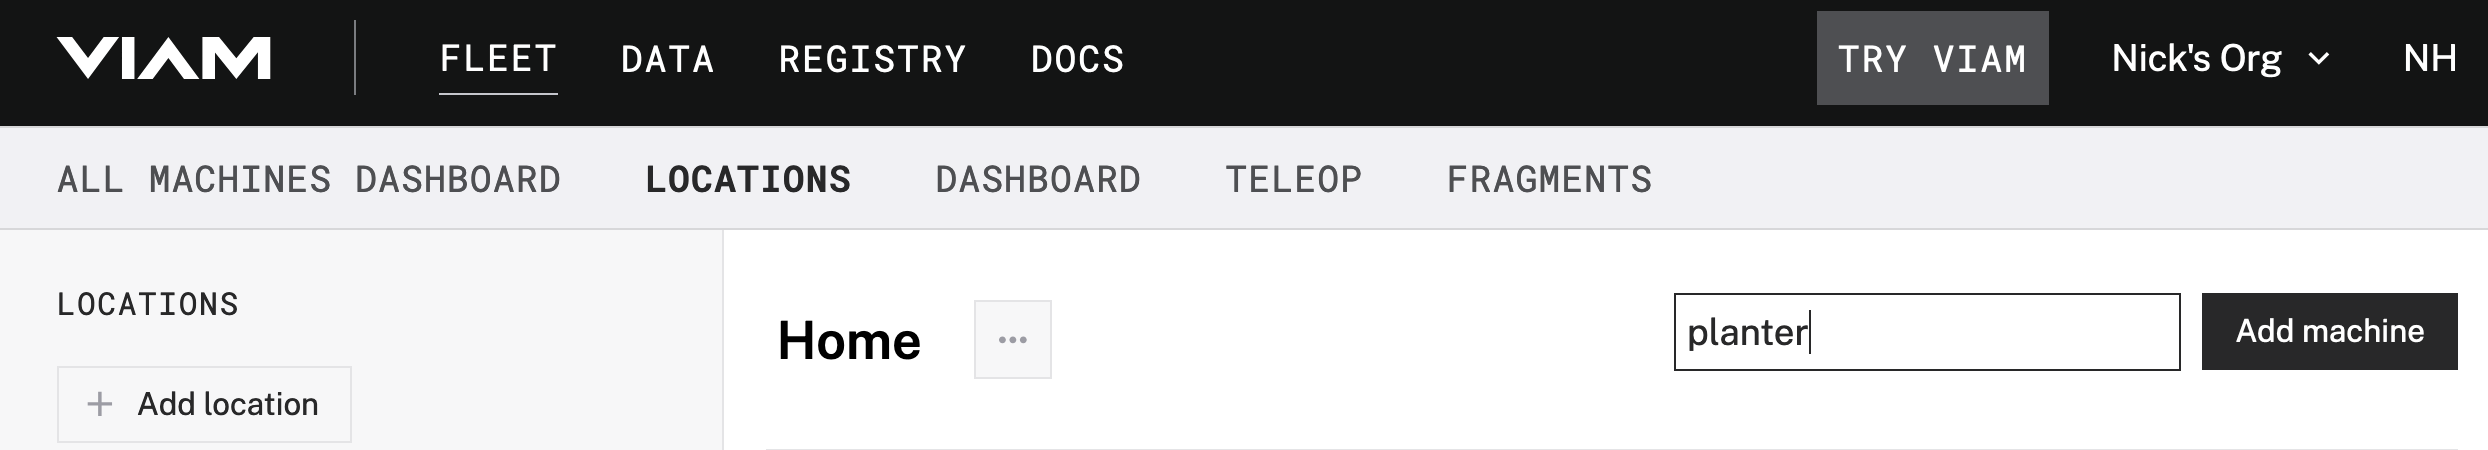 VIAM FLEET DATA REGISTRY DOCS TRY VIAM Nick's Org NH
ALL MACHINES DASHBOARD LOCATIONS DASHBOARD TELEOP FRAGMENTS
LOCATIONS
+ Add location
Home ... planter Add machine